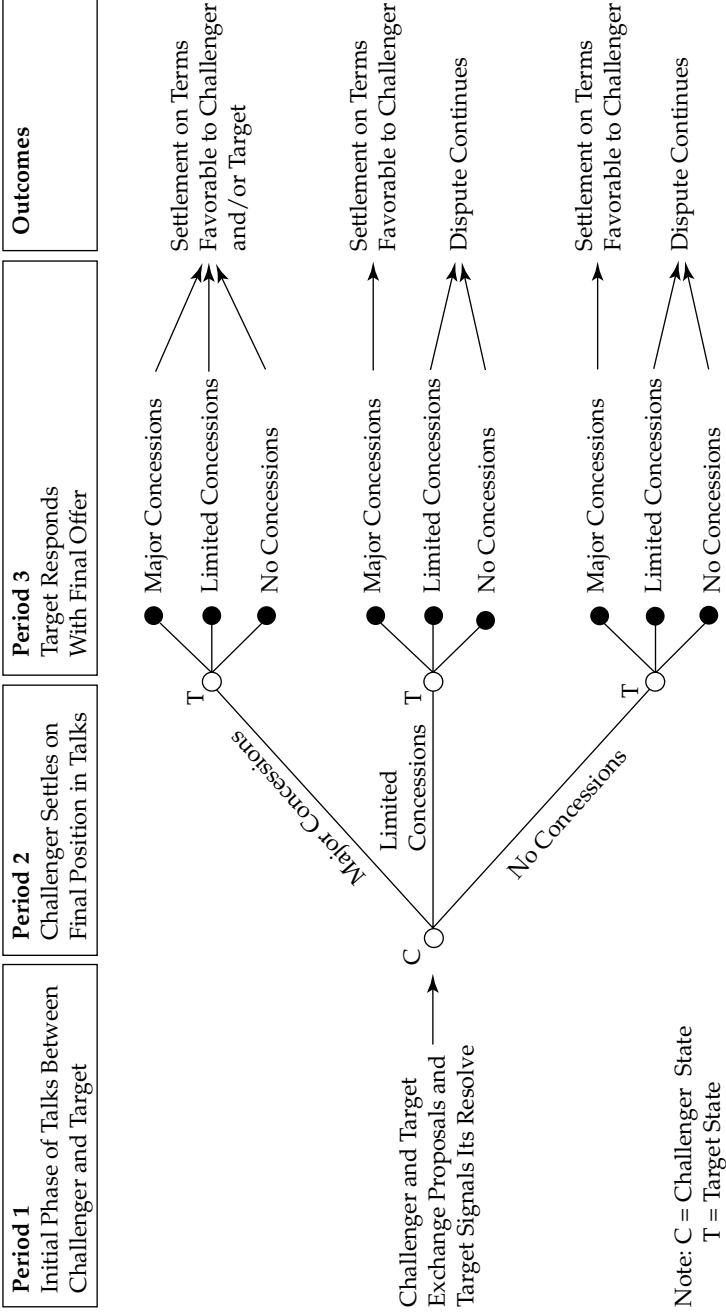 Period 1
Initial Phase of Talks Between
Challenger and Target
Period 2
Challenger Settles on
Final Position in Talks
Period 3
Target Responds
With Final Offer
Outcomes
Challenger and Target
Exchange Proposals and
Target Signals Its Resolve
C
Major Concessions
T
Major Concessions
Limited Concessions
No Concessions
Settlement on Terms
Favorable to Challenger
and/or Target
Limited
Concessions
T
Major Concessions
Limited Concessions
No Concessions
Settlement on Terms
Favorable to Challenger
Dispute Continues
No Concessions
T
Major Concessions
Limited Concessions
No Concessions
Settlement on Terms
Favorable to Challenger
Dispute Continues
Note: C = Challenger State
T = Target State